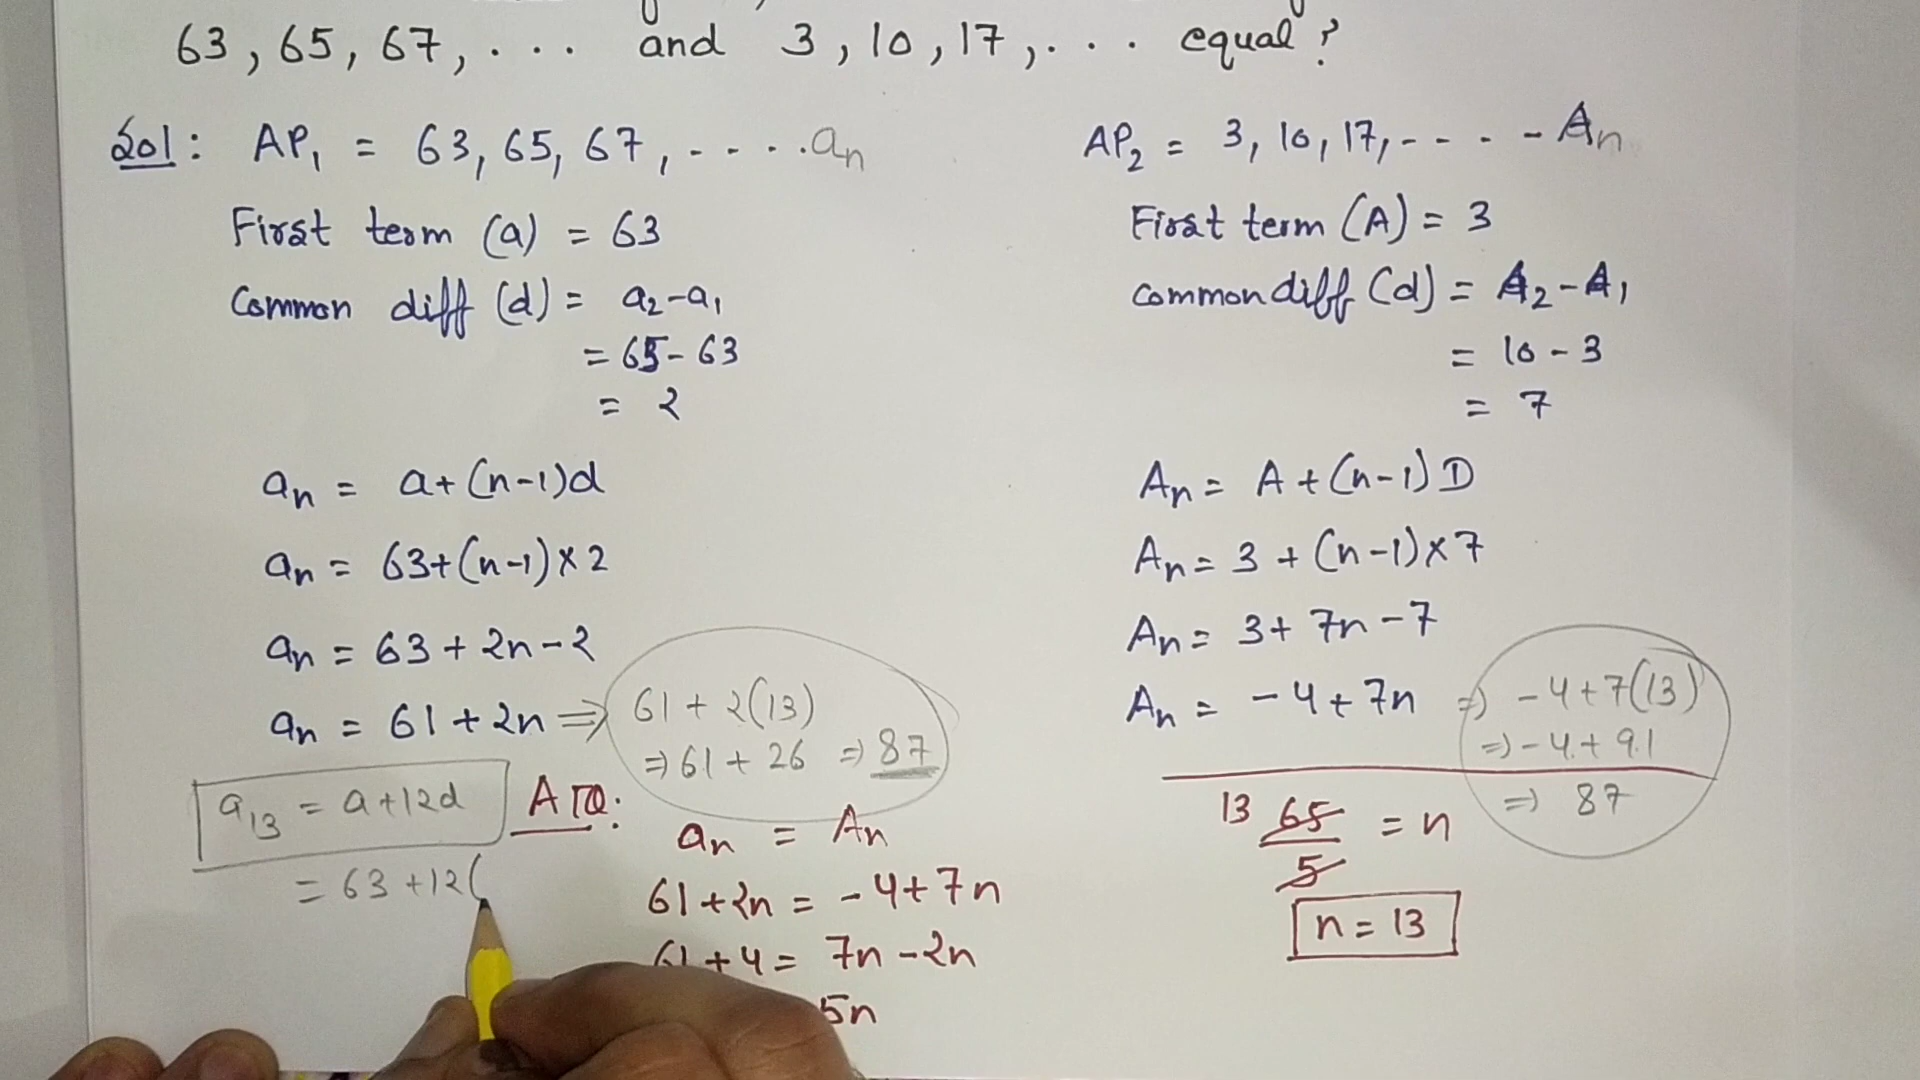 63, 65, 67, . . . and 3, 10, 17, . . . equal?
Sol: AP₁ = 63, 65, 67, - - - . . aₙ
First term (a) = 63
Common diff (d) = a₂-a₁
= 65-63
= 2
aₙ = a+(n-1)d
aₙ = 63+(n-1)×2
aₙ = 63+2n-2
aₙ = 61+2n ⇒ 61+2(13)
⇒ 61+26 ⇒ 87
a₁₃ = a+12d
= 63+12(
ATQ:
aₙ = Aₙ
61+2n = -4+7n
61+4 = 7n-2n
5n
AP₂ = 3, 10, 17, - - - - - Aₙ
First term (A) = 3
Common diff (d) = A₂-A₁
= 10-3
= 7
Aₙ = A+(n-1)D
Aₙ = 3+(n-1)×7
Aₙ = 3+7n-7
Aₙ = -4+7n ⇒ -4+7(13)
⇒ -4+91
⇒ 87
13 65/5 = n
n = 13